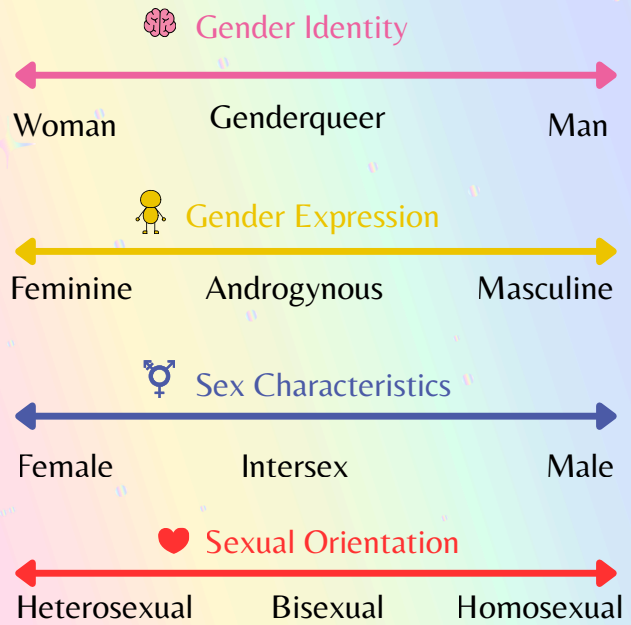 Gender Identity
Woman Genderqueer Man
Gender Expression
Feminine Androgynous Masculine
Sex Characteristics
Female Intersex Male
Sexual Orientation
Heterosexual Bisexual Homosexual